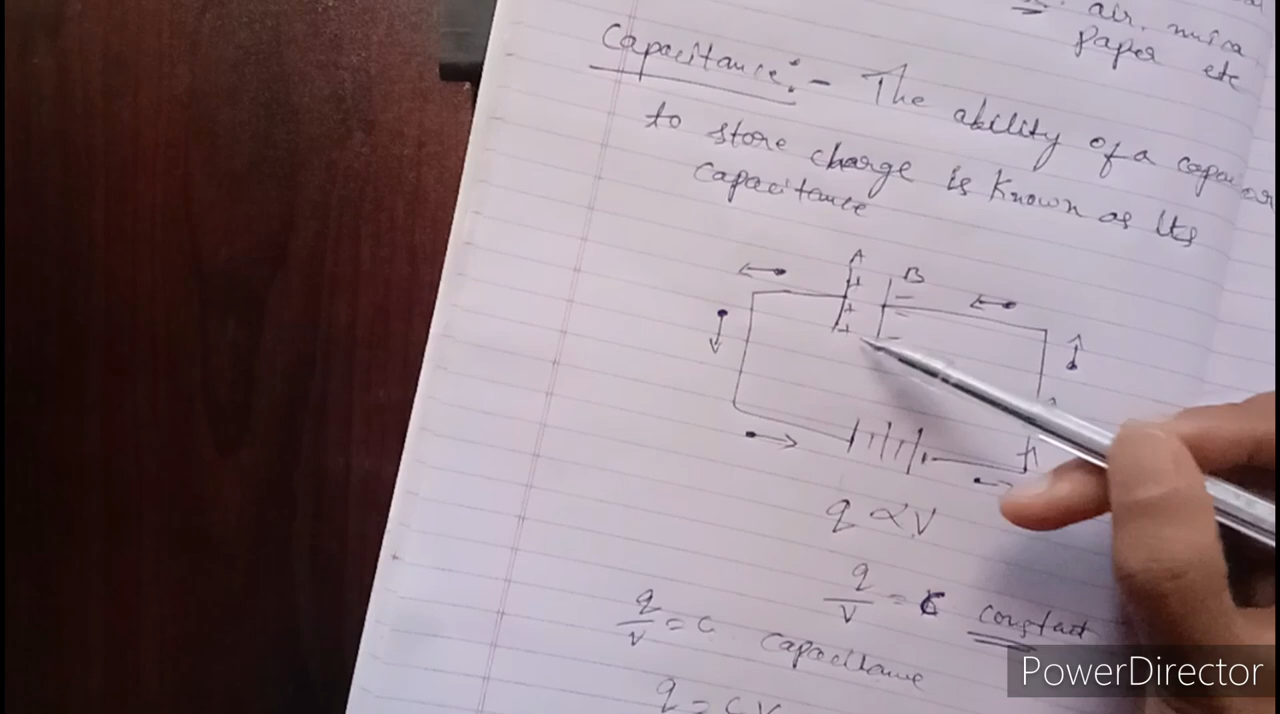 air. mica
paper etc
Capacitance:- The ability of a capacitor
to store charge is known as its
capacitance
A
B
q ∝ V
q/V = C constant
q/V = C capacitance
q = CV
PowerDirector